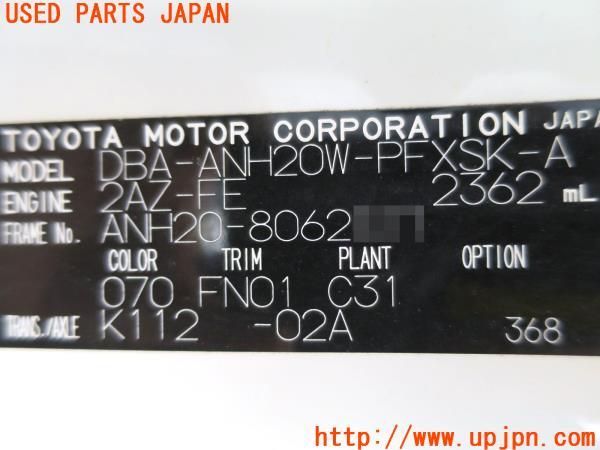 USED PARTS JAPAN
TOYOTA MOTOR CORPORATION JAPA
MODEL DBA-ANH20W-PFXSK-A
ENGINE 2AZ-FE 2362 mL
FRAME No. ANH20-8062
COLOR TRIM PLANT OPTION
070 FN01 C31
TRANS./AXLE K112 -02A 368
http://www.upjpn.com/